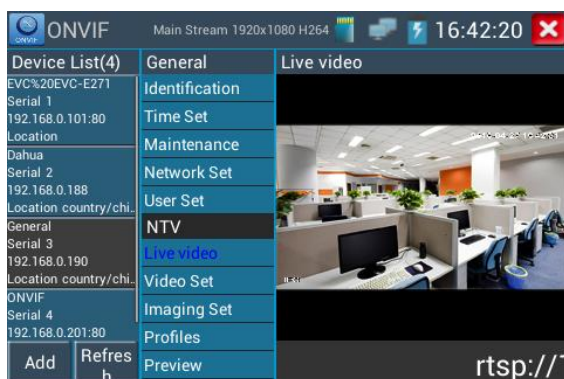 ONVIF
ONVIF Main Stream 1920x1080 H264 16:42:20
Device List(4)
EVC%20EVC-E271
Serial 1
192.168.0.101:80
Location
Dahua
Serial 2
192.168.0.188
Location country/chi..
General
Serial 3
192.168.0.190
Location country/chi..
ONVIF
Serial 4
192.168.0.201:80
Add
Refres
h
General
Identification
Time Set
Maintenance
Network Set
User Set
NTV
Live video
Video Set
Imaging Set
Profiles
Preview
Live video
rtsp://